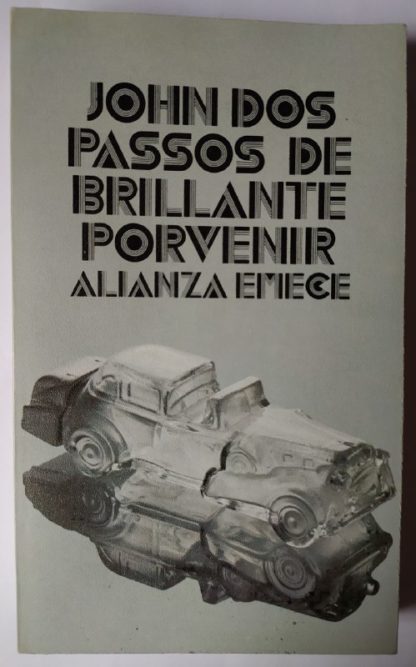 JOHN DOS
PASSOS DE
BRILLANTE
PORVENIR
ALIANZA EMECE